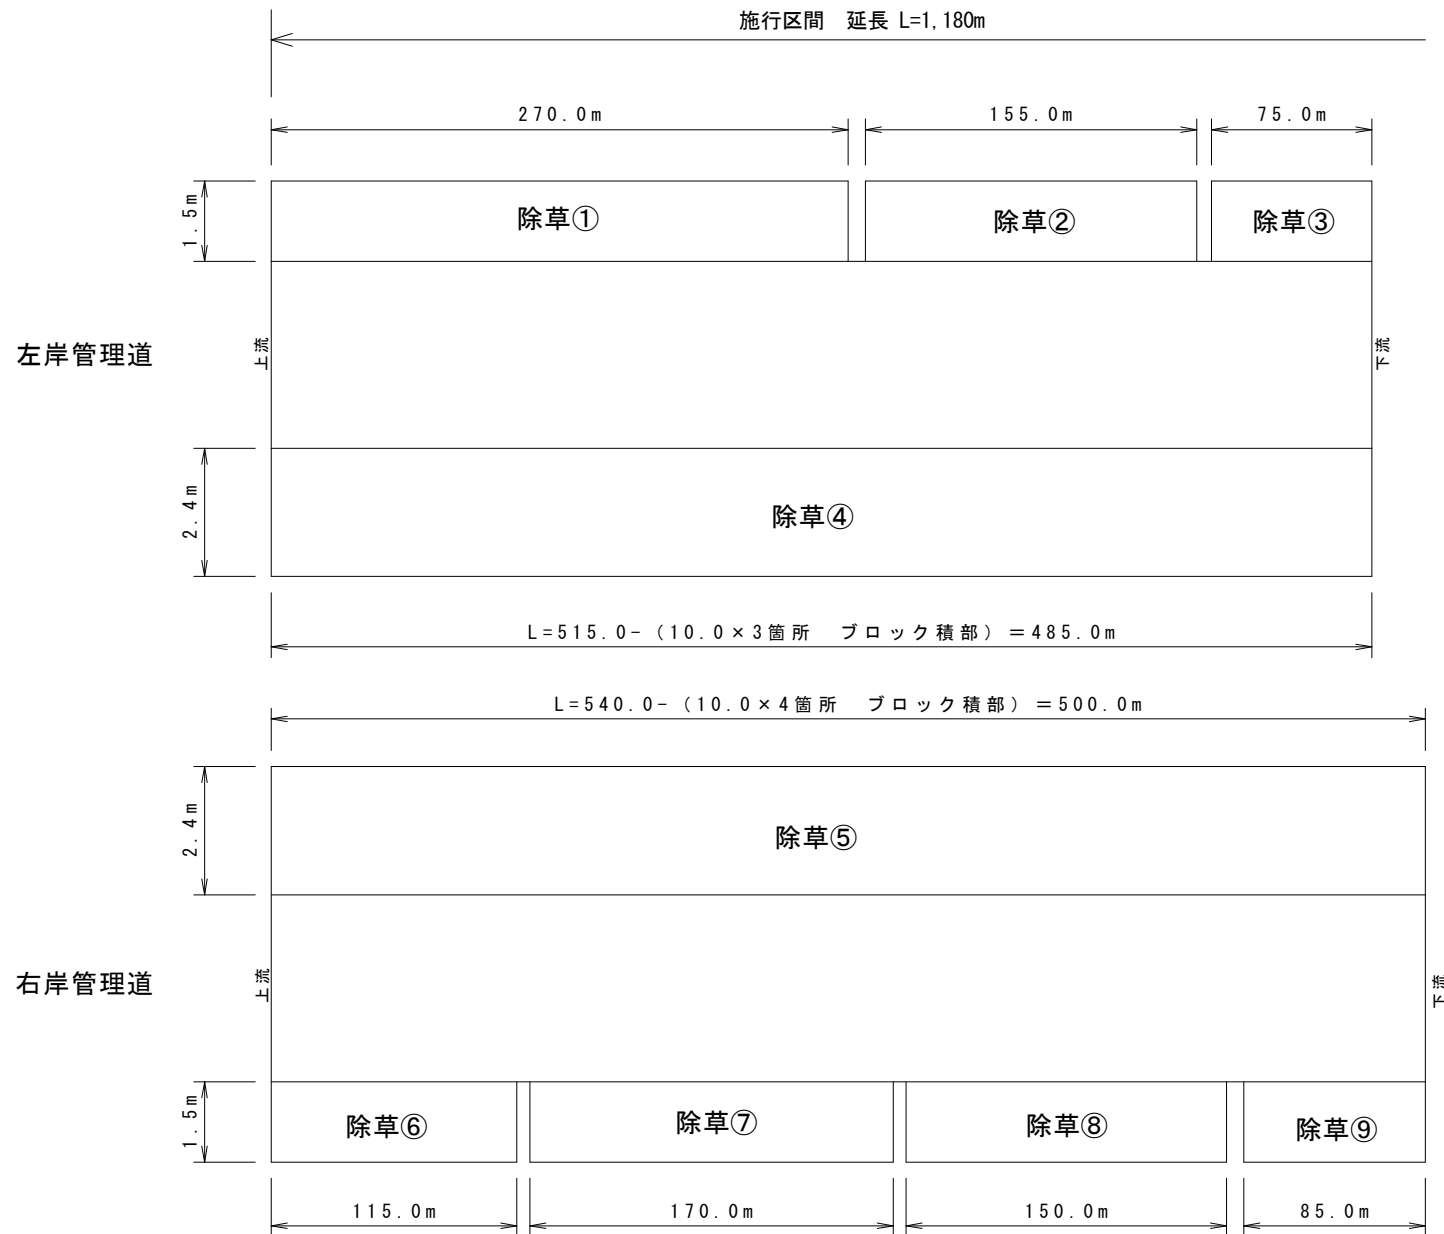 施行区間　延長 L=1,180m
270.0m
155.0m
75.0m
1.5m
除草①
除草②
除草③
左岸管理道
上流
下流
2.4m
除草④
L=515.0-（10.0×3箇所　ブロック積部）＝485.0m
L=540.0-（10.0×4箇所　ブロック積部）＝500.0m
2.4m
除草⑤
右岸管理道
上流
下流
1.5m
除草⑥
除草⑦
除草⑧
除草⑨
115.0m
170.0m
150.0m
85.0m